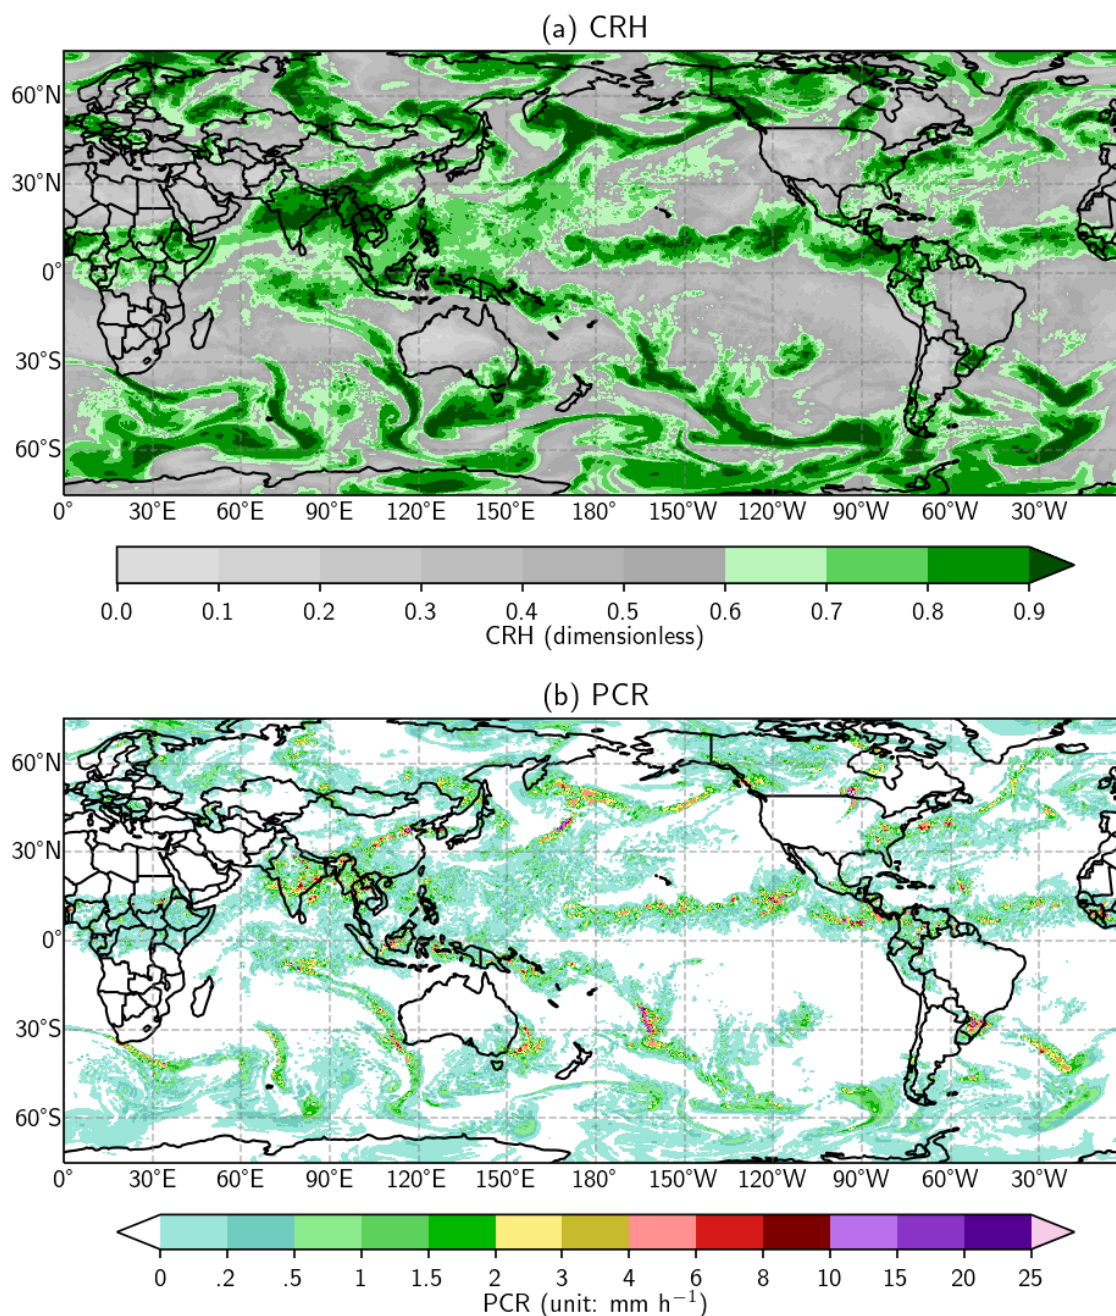 (a) CRH
60°N
30°N
0°
30°S
60°S
0° 30°E 60°E 90°E 120°E 150°E 180° 150°W 120°W 90°W 60°W 30°W
0.0 0.1 0.2 0.3 0.4 0.5 0.6 0.7 0.8 0.9
CRH (dimensionless)
(b) PCR
60°N
30°N
0°
30°S
60°S
0° 30°E 60°E 90°E 120°E 150°E 180° 150°W 120°W 90°W 60°W 30°W
0 .2 .5 1 1.5 2 3 4 6 8 10 15 20 25
PCR (unit: mm h⁻¹)